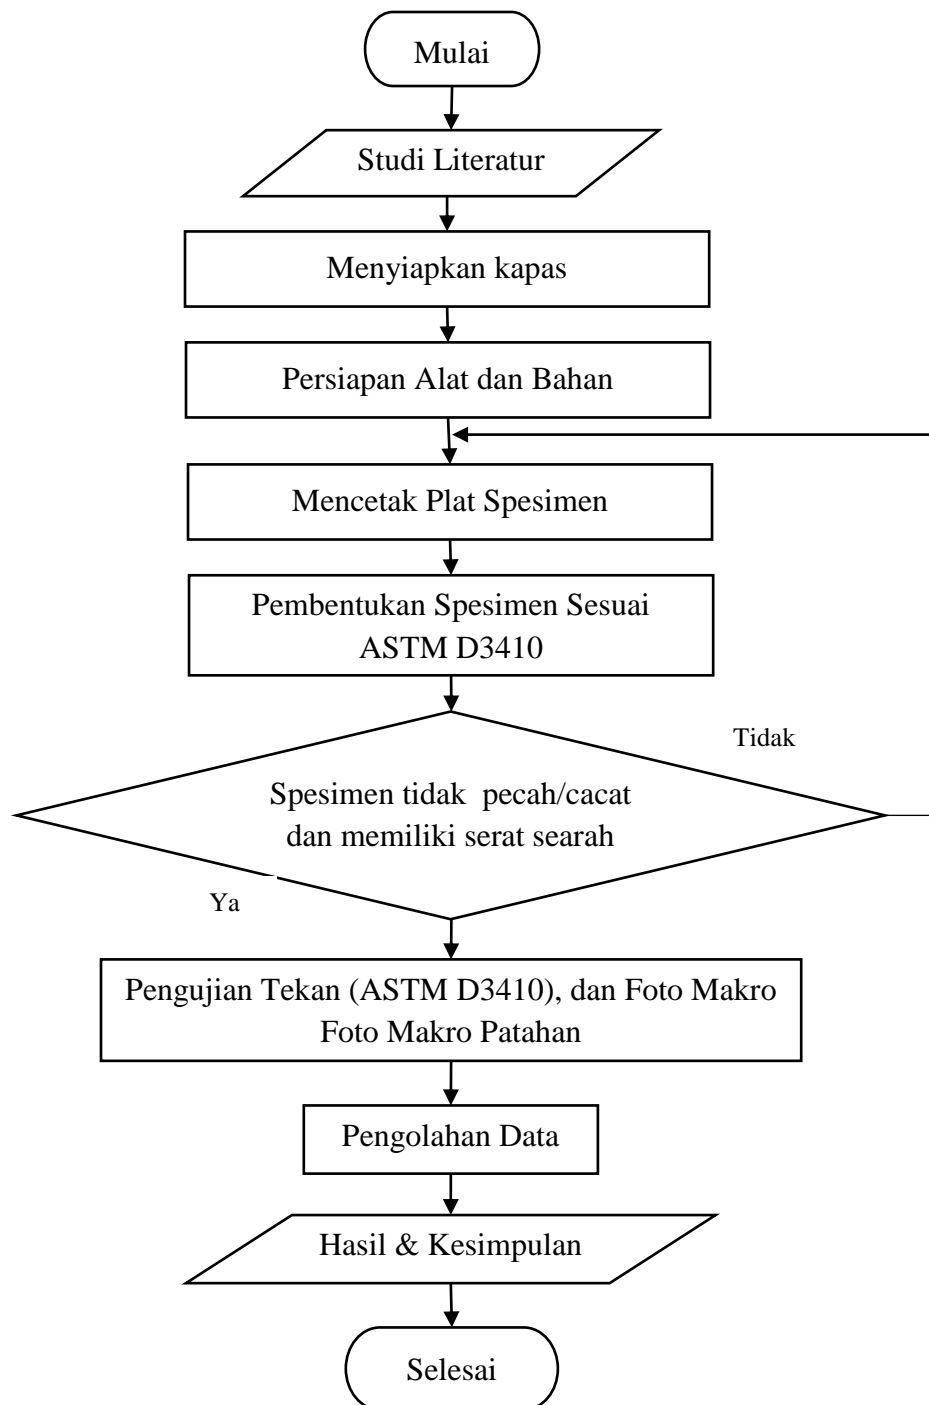 Mulai
Studi Literatur
Menyiapkan kapas
Persiapan Alat dan Bahan
Mencetak Plat Spesimen
Pembentukan Spesimen Sesuai
ASTM D3410
Tidak
Spesimen tidak  pecah/cacat
dan memiliki serat searah
Ya
Pengujian Tekan (ASTM D3410), dan Foto Makro
Foto Makro Patahan
Pengolahan Data
Hasil & Kesimpulan
Selesai